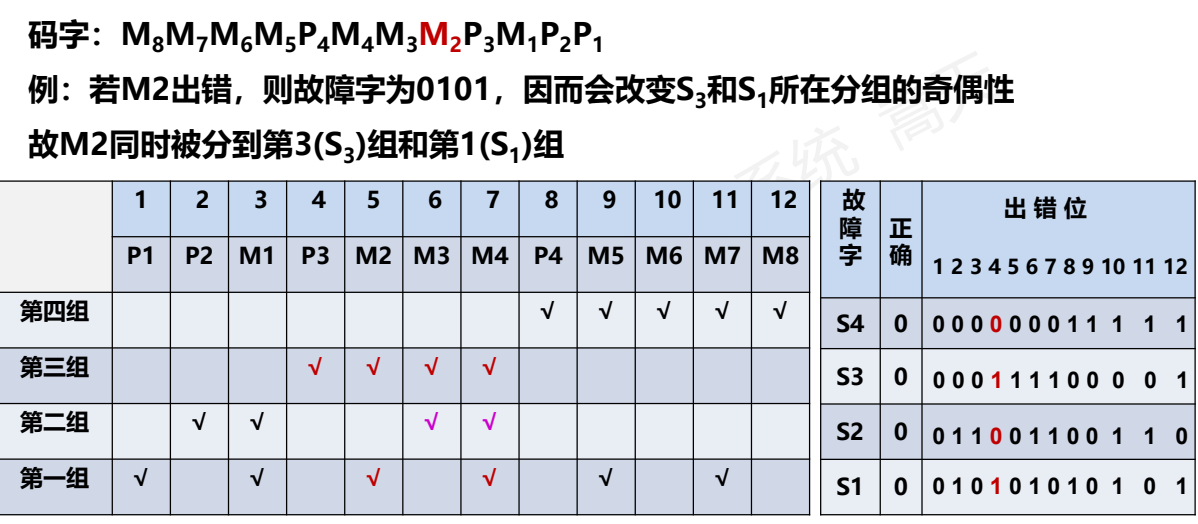 码字：M8M7M6M5P4M4M3M2P3M1P2P1
例：若M2出错，则故障字为0101，因而会改变S3和S1所在分组的奇偶性
故M2同时被分到第3(S3)组和第1(S1)组
系统 高天
1 2 3 4 5 6 7 8 9 10 11 12
P1 P2 M1 P3 M2 M3 M4 P4 M5 M6 M7 M8
第四组 √ √ √ √ √
第三组 √ √ √ √
第二组 √ √ √ √
第一组 √ √ √ √ √ √
故障字 正确 出错位
1 2 3 4 5 6 7 8 9 10 11 12
S4 0 0 0 0 0 0 0 0 1 1 1 1 1
S3 0 0 0 0 1 1 1 1 0 0 0 0 1
S2 0 0 1 1 0 0 1 1 0 0 1 1 0
S1 0 0 1 0 1 0 1 0 1 0 1 0 1